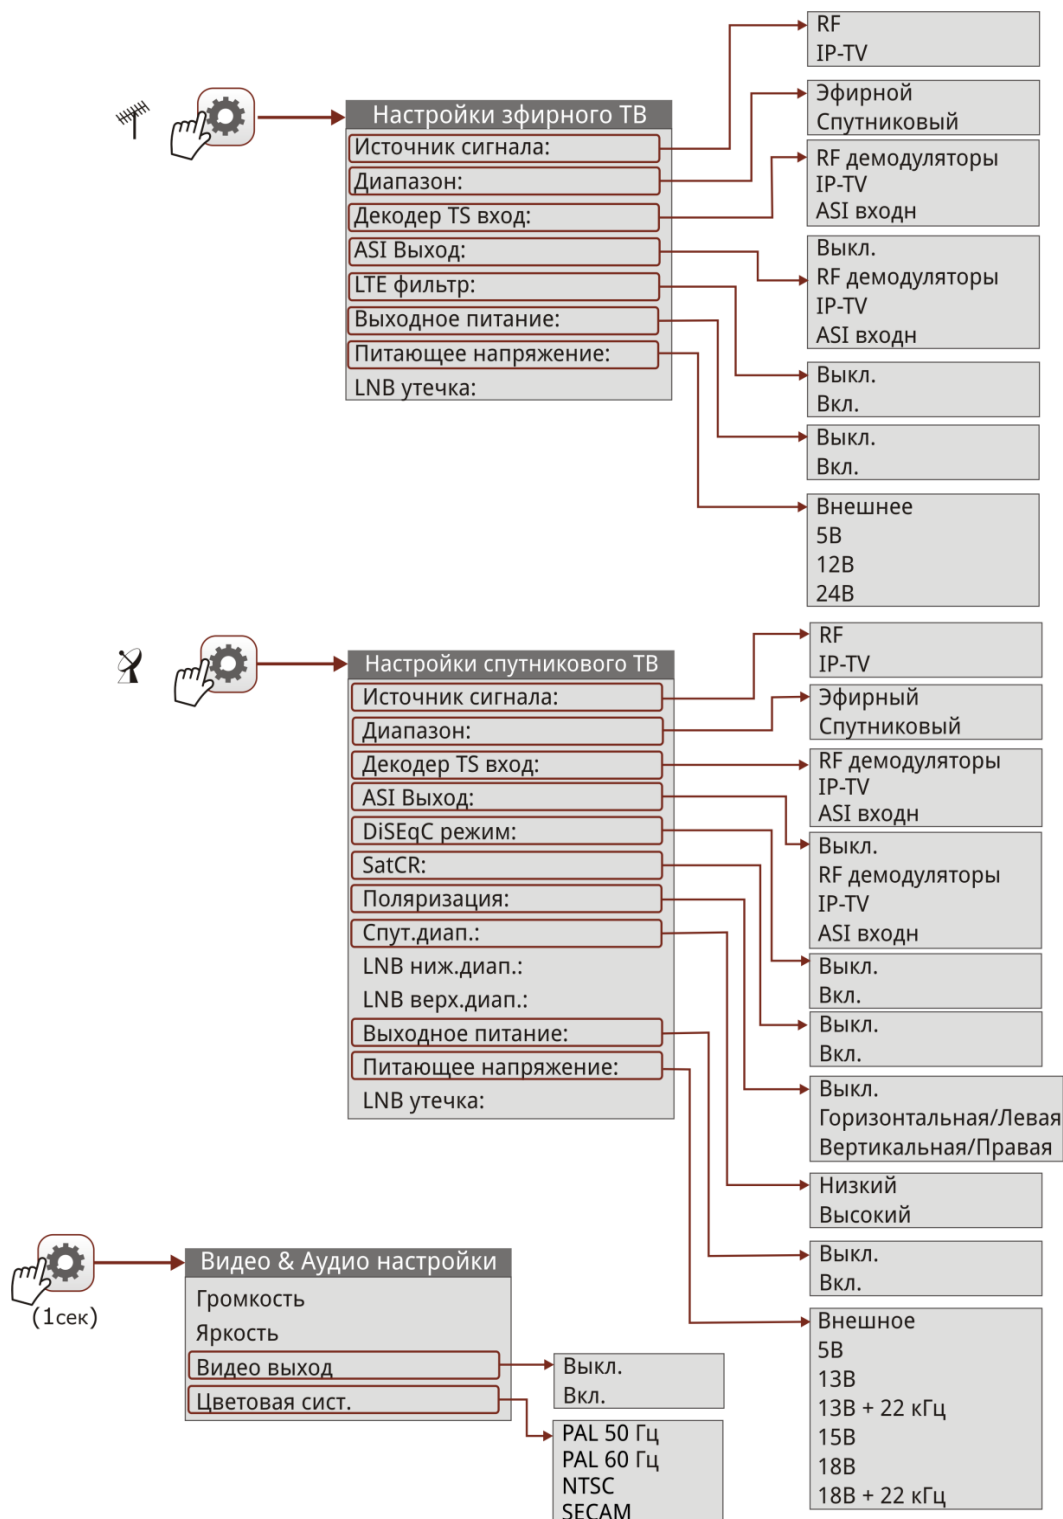 RF
IP-TV
Настройки зфирного ТВ
Источник сигнала:
Диапазон:
Декодер TS вход:
ASI Выход:
LTE фильтр:
Выходное питание:
Питающее напряжение:
LNB утечка:
Эфирной
Спутниковый
RF демодуляторы
IP-TV
ASI входн
Выкл.
RF демодуляторы
IP-TV
ASI входн
Выкл.
Вкл.
Выкл.
Вкл.
Внешнее
5В
12В
24В
Настройки спутникового ТВ
Источник сигнала:
Диапазон:
Декодер TS вход:
ASI Выход:
DiSEqC режим:
SatCR:
Поляризация:
Спут.диап.:
LNB ниж.диап.:
LNB верх.диап.:
Выходное питание:
Питающее напряжение:
LNB утечка:
RF
IP-TV
Эфирный
Спутниковый
RF демодуляторы
IP-TV
ASI входн
Выкл.
RF демодуляторы
IP-TV
ASI входн
Выкл.
Вкл.
Выкл.
Вкл.
Выкл.
Горизонтальная/Левая
Вертикальная/Правая
Низкий
Высокий
Выкл.
Вкл.
Внешное
5В
13В
13В + 22 кГц
15В
18В
18В + 22 кГц
(1сек)
Видео & Аудио настройки
Громкость
Яркость
Видео выход
Цветовая сист.
Выкл.
Вкл.
PAL 50 Гц
PAL 60 Гц
NTSC
SECAM